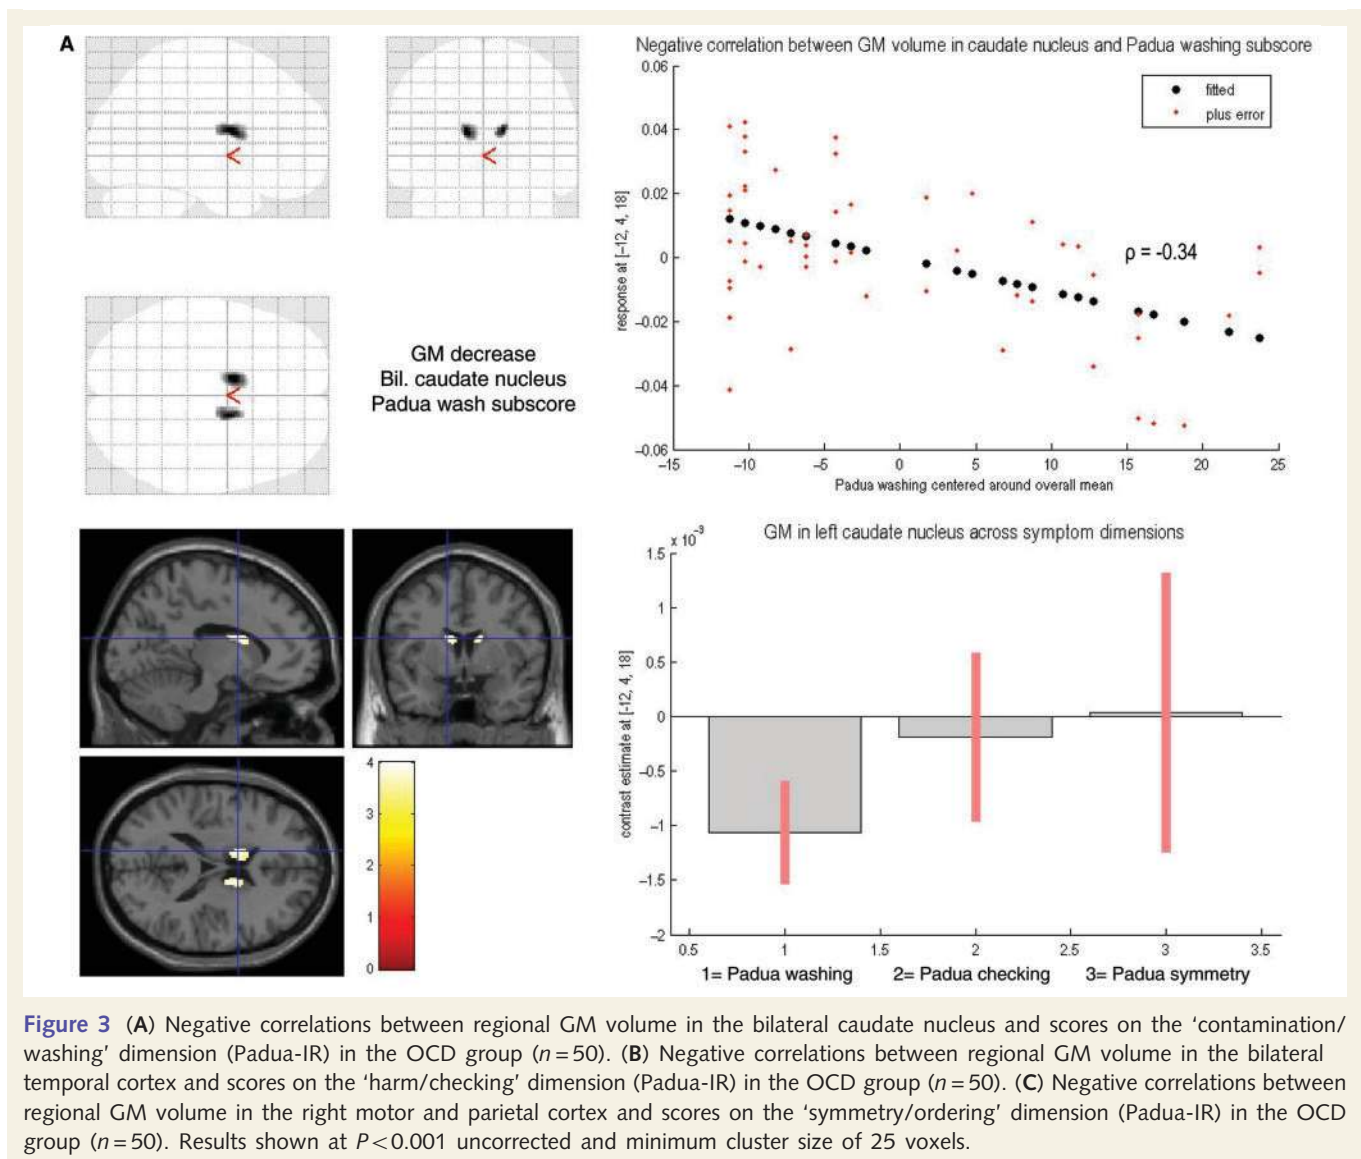 A
GM decrease
Bil. caudate nucleus
Padua wash subscore
Negative correlation between GM volume in caudate nucleus and Padua washing subscore
fitted
plus error
ρ = -0.34
response at [–12, 4, 18]
0.06
0.04
0.02
0
–0.02
–0.04
–0.06
–15 –10 –5 0 5 10 15 20 25
Padua washing centered around overall mean
4
3
2
1
0
GM in left caudate nucleus across symptom dimensions
x 10⁻³
contrast estimate at [-12, 4, 18]
1.5
1
0.5
0
–0.5
–1
–1.5
–2
0.5 1 1.5 2 2.5 3 3.5
1= Padua washing 2= Padua checking 3= Padua symmetry
Figure 3 (A) Negative correlations between regional GM volume in the bilateral caudate nucleus and scores on the ‘contamination/
washing’ dimension (Padua-IR) in the OCD group (n = 50). (B) Negative correlations between regional GM volume in the bilateral
temporal cortex and scores on the ‘harm/checking’ dimension (Padua-IR) in the OCD group (n = 50). (C) Negative correlations between
regional GM volume in the right motor and parietal cortex and scores on the ‘symmetry/ordering’ dimension (Padua-IR) in the OCD
group (n = 50). Results shown at P < 0.001 uncorrected and minimum cluster size of 25 voxels.